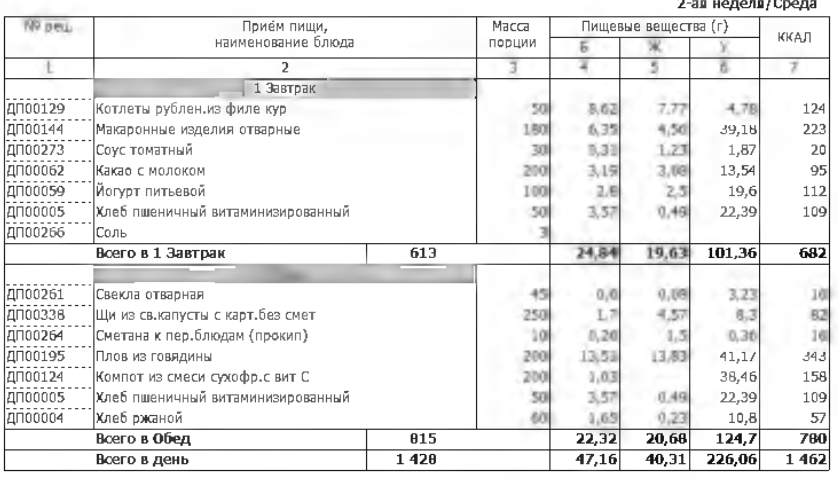 2-ая неделя/Среда
№ рец. Приём пищи, наименование блюда Масса порции Пищевые вещества (г) ККАЛ
Б Ж У
1 2 3 4 5 6 7
1 Завтрак
ДП00129 Котлеты рублен.из филе кур 50 8,62 7,77 4,78 124
ДП00144 Макаронные изделия отварные 180 6,35 4,56 39,18 223
ДП00273 Соус томатный 30 0,31 1,23 1,87 20
ДП00062 Какао с молоком 200 3,19 3,08 13,54 95
ДП00059 Йогурт питьевой 100 2,8 2,5 19,6 112
ДП00005 Хлеб пшеничный витаминизированный 50 3,57 0,49 22,39 109
ДП00266 Соль 3
Всего в 1 Завтрак 613 24,84 19,63 101,36 682
ДП00261 Свекла отварная 45 0,6 3,23
ДП00338 Щи из св.капусты с карт.без смет 250 1,7 4,57 8,3 82
ДП00264 Сметана к пер.блюдам (прокип) 10 0,26 1,5 0,36 16
ДП00195 Плов из говядины 200 13,51 13,83 41,17 343
ДП00124 Компот из смеси сухофр.с вит С 200 1,03 38,46 158
ДП00005 Хлеб пшеничный витаминизированный 50 3,57 0,49 22,39 109
ДП00004 Хлеб ржаной 60 1,65 0,23 10,8 57
Всего в Обед 815 22,32 20,68 124,7 780
Всего в день 1 428 47,16 40,31 226,06 1 462